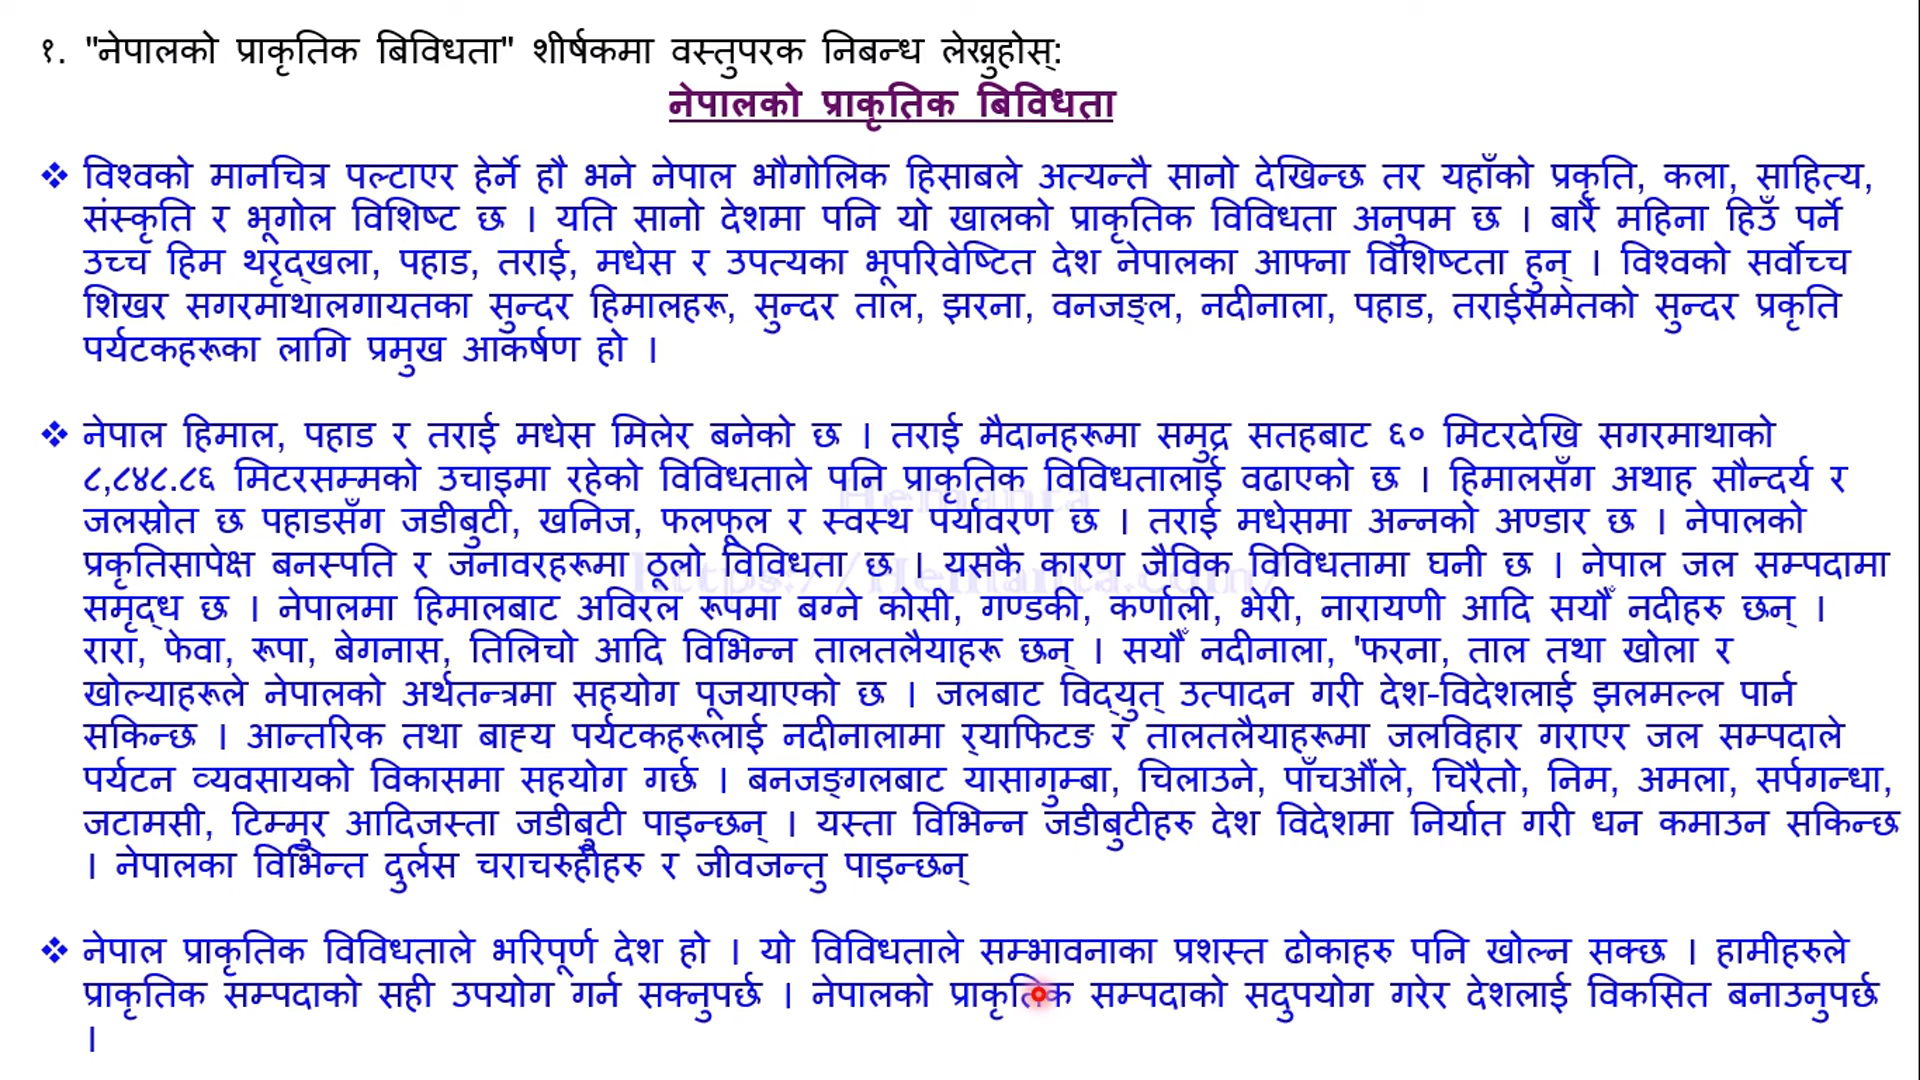 १. "नेपालको प्राकृतिक बिविधता" शीर्षकमा वस्तुपरक निबन्ध लेख्नुहोस्:
नेपालको प्राकृतिक बिविधता
❖ विश्वको मानचित्र पल्टाएर हेर्ने हौ भने नेपाल भौगोलिक हिसाबले अत्यन्तै सानो देखिन्छ तर यहाँको प्रकृति, कला, साहित्य,
संस्कृति र भूगोल विशिष्ट छ । यति सानो देशमा पनि यो खालको प्राकृतिक विविधता अनुपम छ । बारै महिना हिउँ पर्ने
उच्च हिम थरृद्खला, पहाड, तराई, मधेस र उपत्यका भूपरिवेष्टित देश नेपालका आफ्ना विशिष्टता हुन् । विश्वको सर्वोच्च
शिखर सगरमाथालगायतका सुन्दर हिमालहरू, सुन्दर ताल, झरना, वनजङ्ल, नदीनाला, पहाड, तराईसमेतको सुन्दर प्रकृति
पर्यटकहरूका लागि प्रमुख आकर्षण हो ।
❖ नेपाल हिमाल, पहाड र तराई मधेस मिलेर बनेको छ । तराई मैदानहरूमा समुद्र सतहबाट ६० मिटरदेखि सगरमाथाको
८,८४८.८६ मिटरसम्मको उचाइमा रहेको विविधताले पनि प्राकृतिक विविधतालाई वढाएको छ । हिमालसँग अथाह सौन्दर्य र
जलस्रोत छ पहाडसँग जडीबुटी, खनिज, फलफूल र स्वस्थ पर्यावरण छ । तराई मधेसमा अन्नको अण्डार छ । नेपालको
प्रकृतिसापेक्ष बनस्पति र जनावरहरूमा ठूलो विविधता छ । यसकै कारण जैविक विविधतामा घनी छ । नेपाल जल सम्पदामा
समृद्ध छ । नेपालमा हिमालबाट अविरल रूपमा बग्ने कोसी, गण्डकी, कर्णाली, भेरी, नारायणी आदि सयौँ नदीहरु छन् ।
रारा, फेवा, रूपा, बेगनास, तिलिचो आदि विभिन्न तालतलैयाहरू छन् । सयौँ नदीनाला, 'फरना, ताल तथा खोला र
खोल्याहरूले नेपालको अर्थतन्त्रमा सहयोग पूजयाएको छ । जलबाट विद्युत् उत्पादन गरी देश-विदेशलाई झलमल्ल पार्न
सकिन्छ । आन्तरिक तथा बाह्य पर्यटकहरूलाई नदीनालामा र्‍याफिटङ र तालतलैयाहरूमा जलविहार गराएर जल सम्पदाले
पर्यटन व्यवसायको विकासमा सहयोग गर्छ । बनजङ्गलबाट यासागुम्बा, चिलाउने, पाँचऔंले, चिरैतो, निम, अमला, सर्पगन्धा,
जटामसी, टिम्मुर आदिजस्ता जडीबुटी पाइन्छन् । यस्ता विभिन्न जडीबुटीहरु देश विदेशमा निर्यात गरी धन कमाउन सकिन्छ
। नेपालका विभिन्त दुर्लस चराचरुहीहरु र जीवजन्तु पाइन्छन्
Hemanta
https://Hemanta.com/
❖ नेपाल प्राकृतिक विविधताले भरिपूर्ण देश हो । यो विविधताले सम्भावनाका प्रशस्त ढोकाहरु पनि खोल्न सक्छ । हामीहरुले
प्राकृतिक सम्पदाको सही उपयोग गर्न सक्नुपर्छ । नेपालको प्राकृतिक सम्पदाको सदुपयोग गरेर देशलाई विकसित बनाउनुपर्छ
।